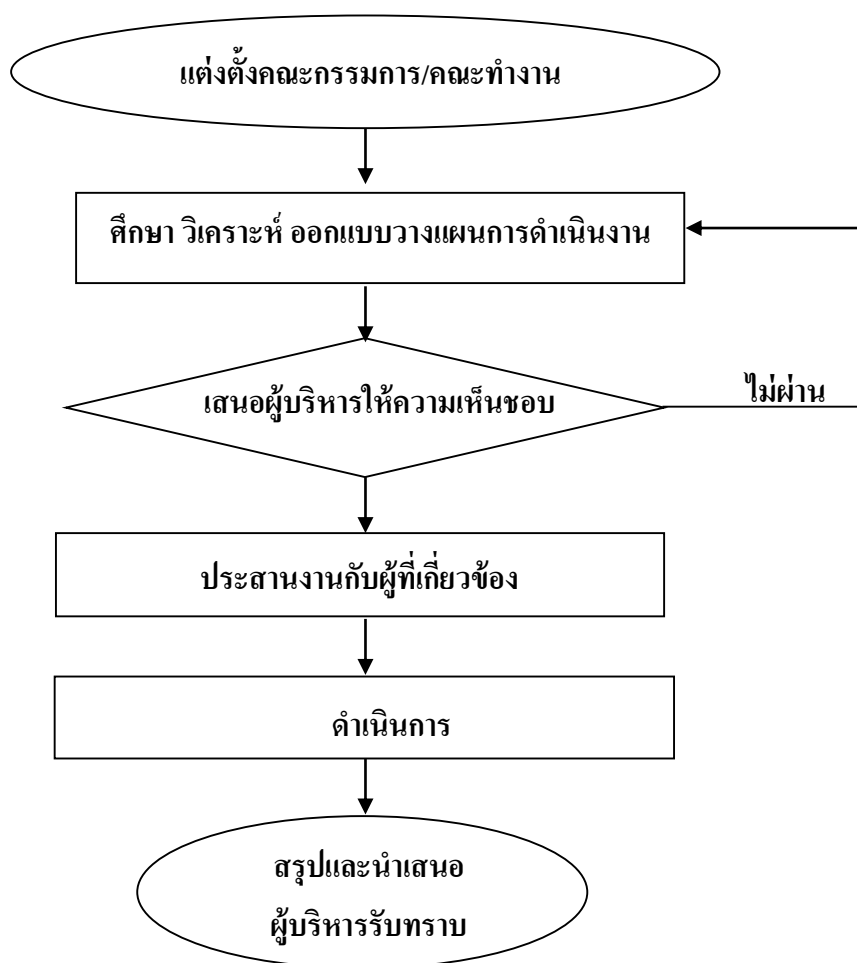 แต่งตั้งคณะกรรมการ/คณะทำงาน
ศึกษา วิเคราะห์ ออกแบบวางแผนการดำเนินงาน
เสนอผู้บริหารให้ความเห็นชอบ
ไม่ผ่าน
ประสานงานกับผู้ที่เกี่ยวข้อง
ดำเนินการ
สรุปและนำเสนอ
ผู้บริหารรับทราบ